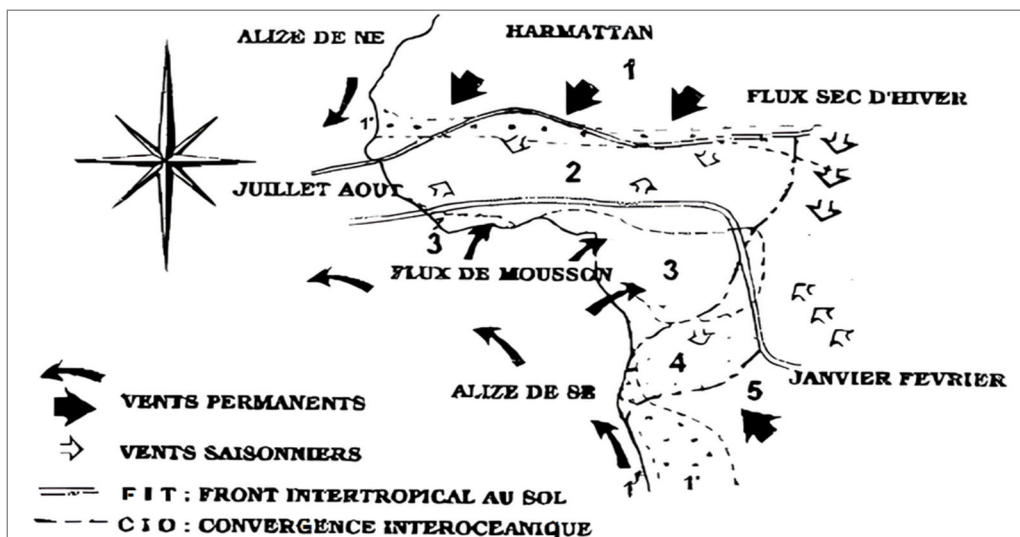 ALIZÉ DE NE
HARMATTAN
1
FLUX SEC D'HIVER
1'
JUILLET AOUT
2
3
FLUX DE MOUSSON
3
4
ALIZE DE SE
5
JANVIER FEVRIER
1'
1'
VENTS PERMANENTS
VENTS SAISONNIERS
F I T : FRONT INTERTROPICAL AU SOL
C I O : CONVERGENCE INTEROCEANIQUE